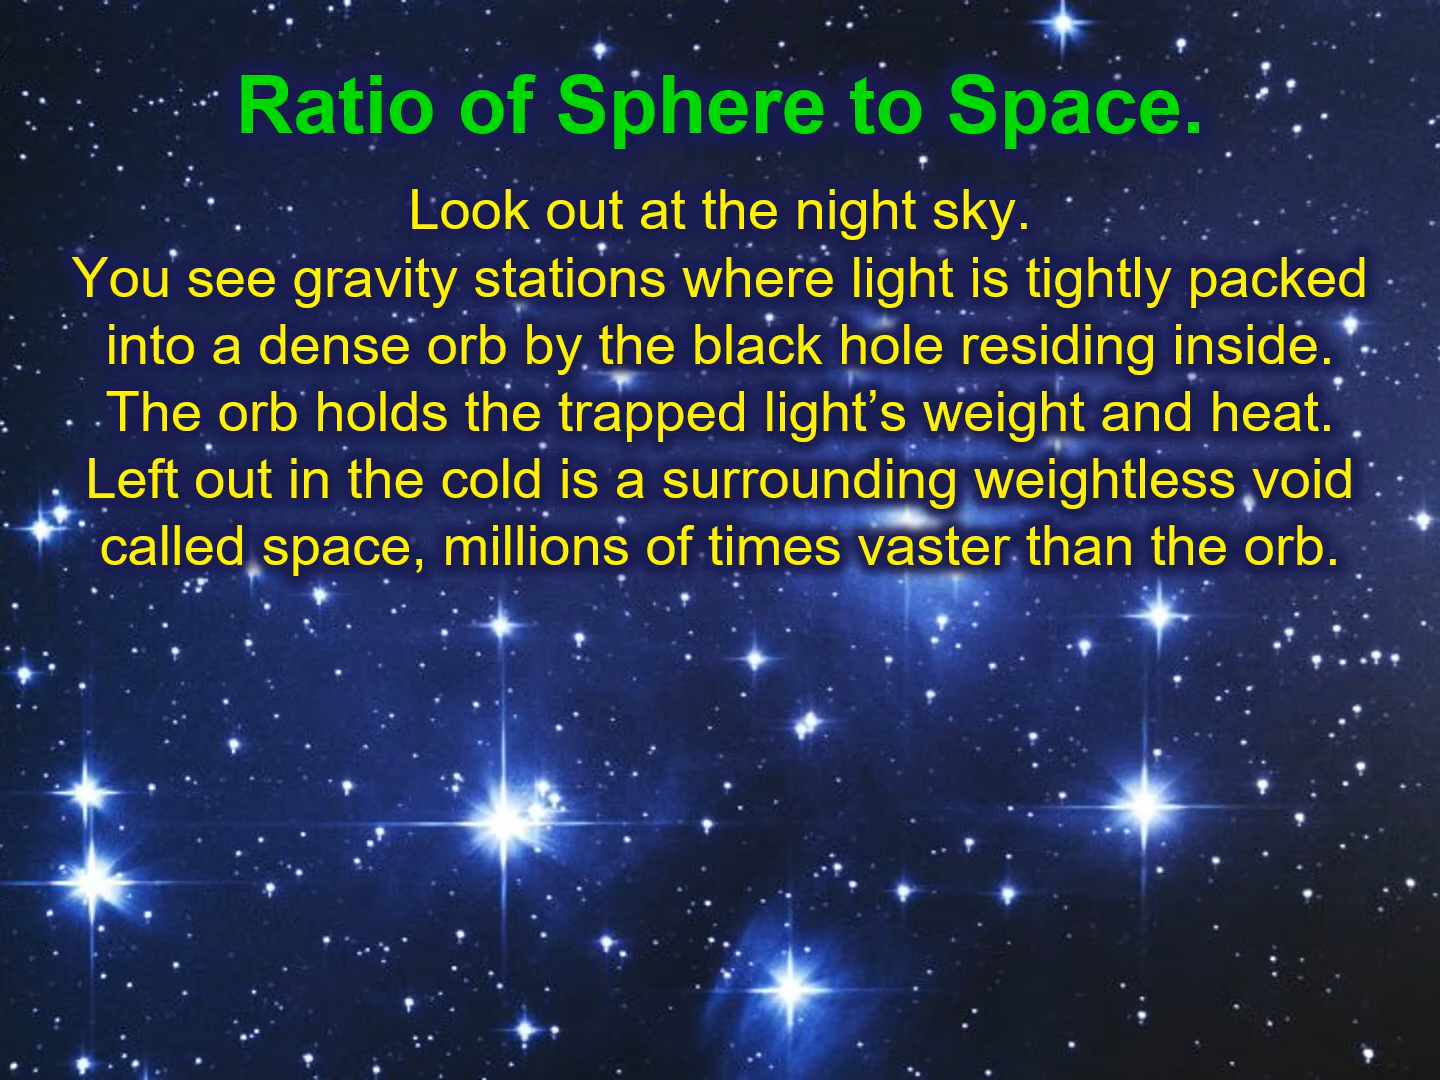 Ratio of Sphere to Space.
Look out at the night sky.
You see gravity stations where light is tightly packed
into a dense orb by the black hole residing inside.
The orb holds the trapped light’s weight and heat.
Left out in the cold is a surrounding weightless void
called space, millions of times vaster than the orb.